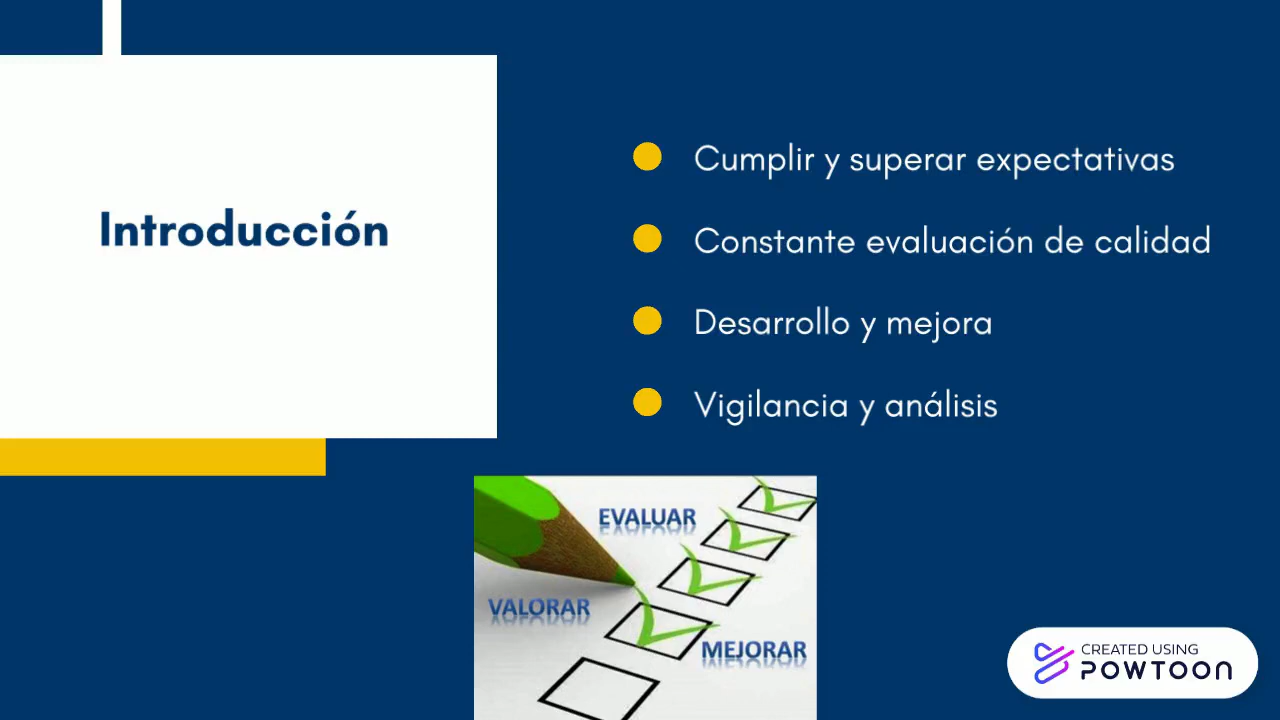 Introducción
Cumplir y superar expectativas
Constante evaluación de calidad
Desarrollo y mejora
Vigilancia y análisis
EVALUAR
VALORAR
MEJORAR
CREATED USING
POWTOON